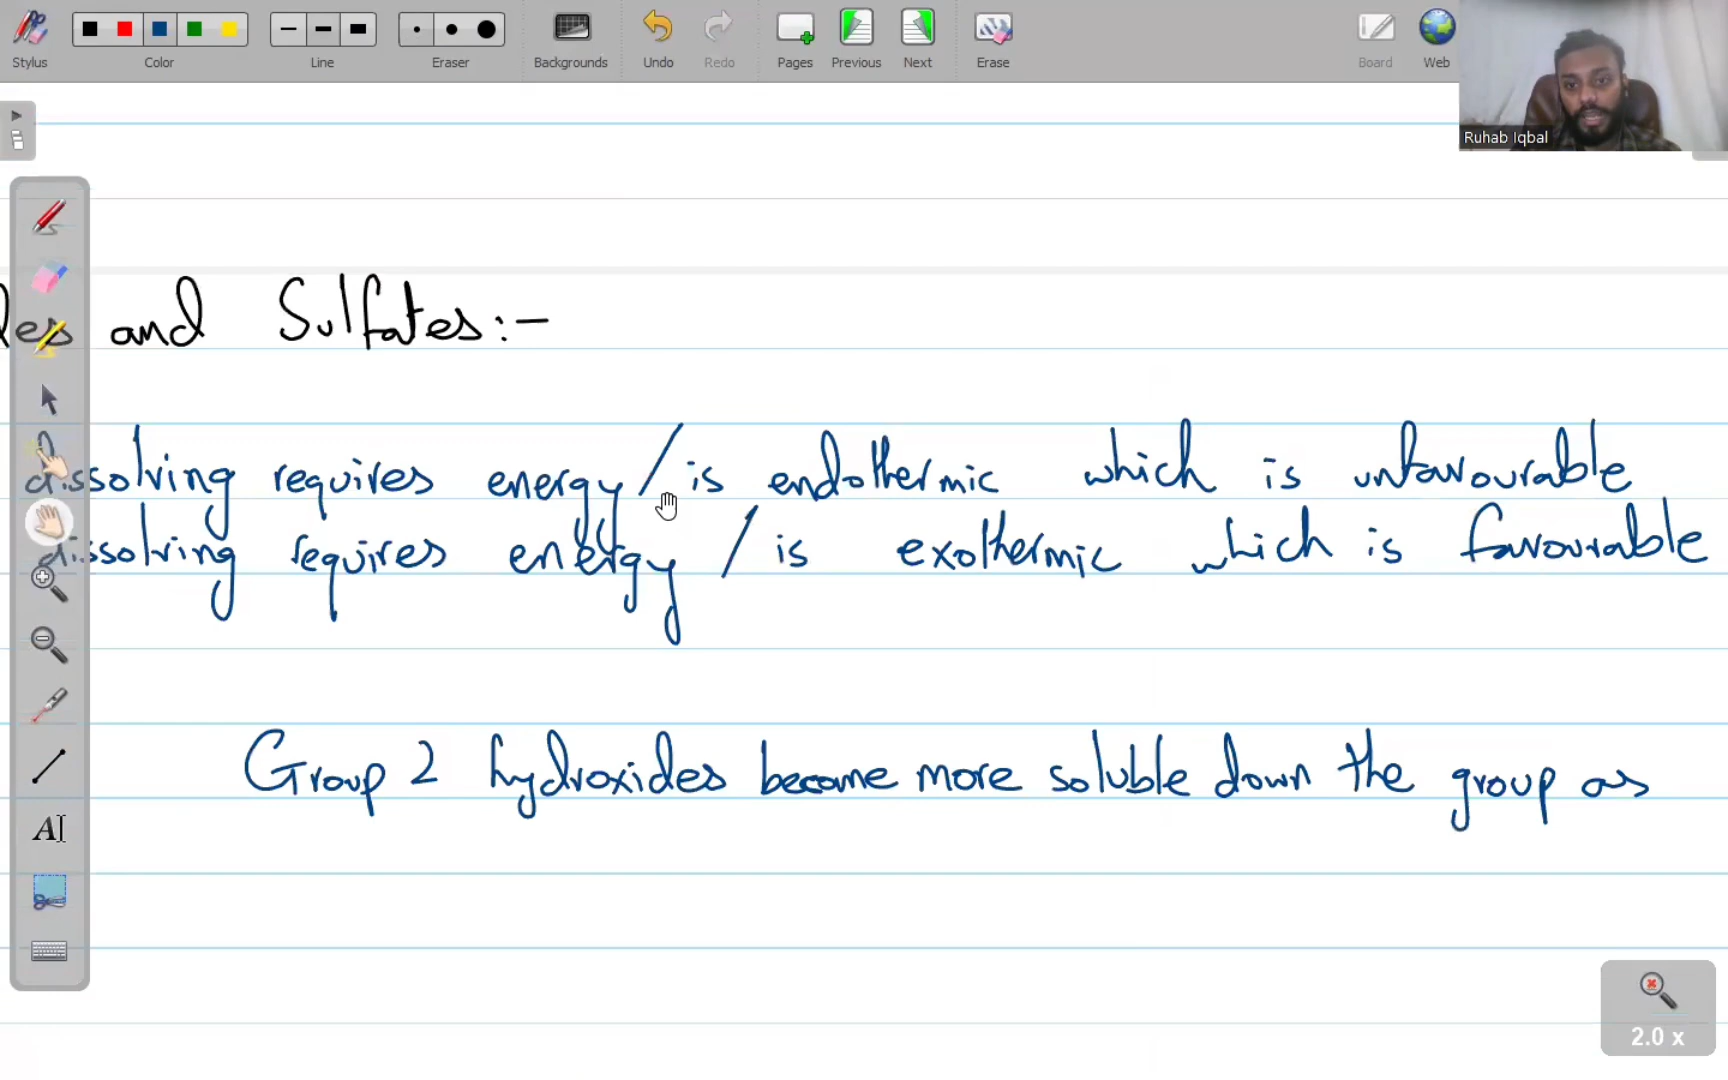 Stylus Color Line Eraser Backgrounds Undo Redo Pages Previous Next Erase Board Web
Ruhab Iqbal
and Sulfates:-
dissolving requires energy/is endothermic which is unfavourable
dissolving requires energy / is exothermic which is favourable
Group 2 hydroxides become more soluble down the group as
2.0 x